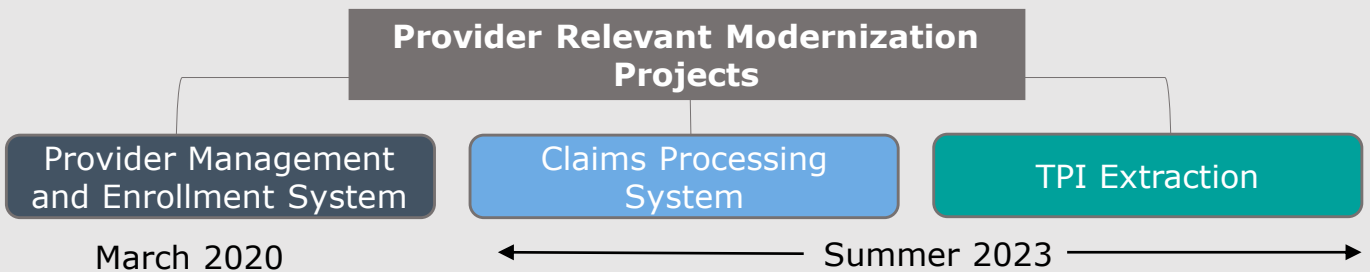 Provider Relevant Modernization
Projects
Provider Management
and Enrollment System
Claims Processing
System
TPI Extraction
March 2020
Summer 2023